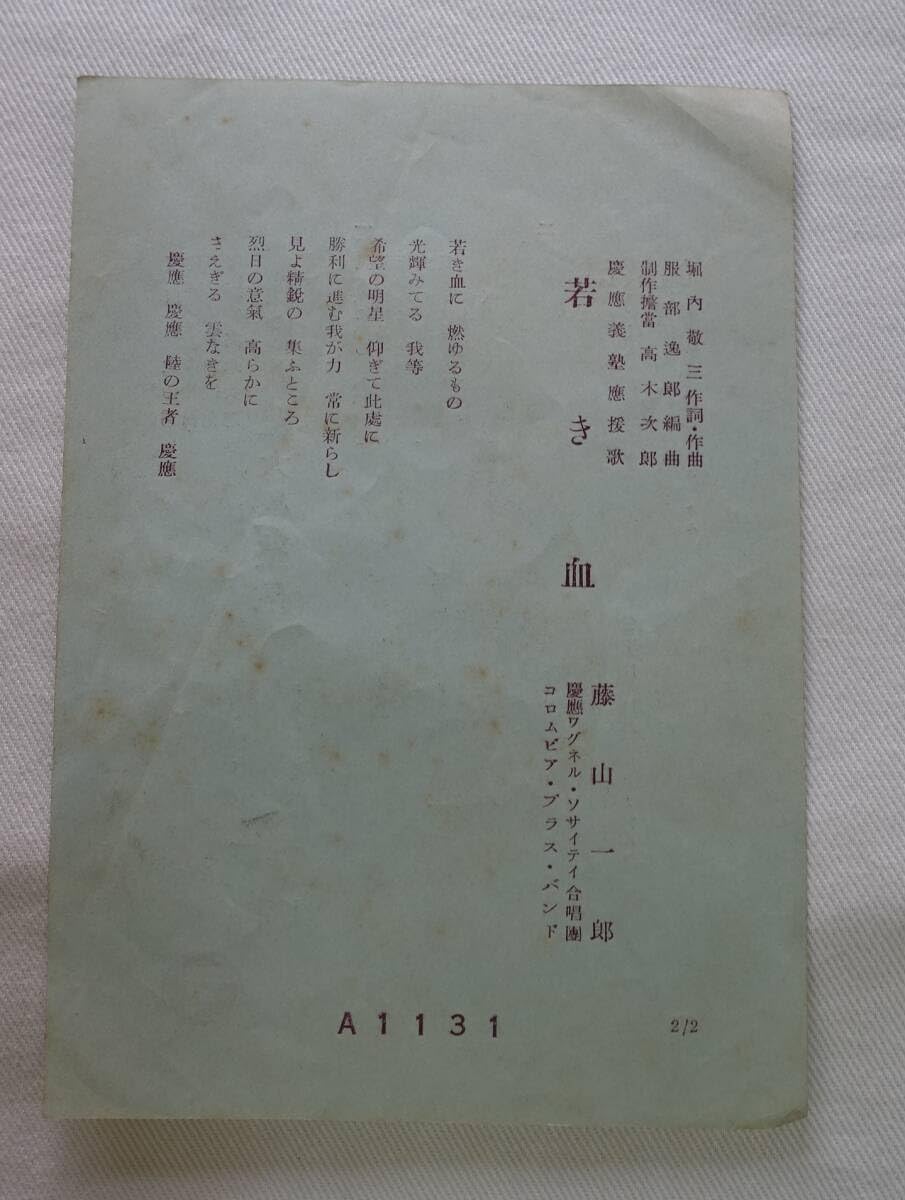 堀内敬三作詞・作曲
服部逸郎編曲
制作擔當 高木次郎
慶應義塾應援歌
若き血
藤山一郎
慶應ワグネル・ソサイテイ合唱團
コロムビア・ブラス・バンド
若き血に 燃ゆるもの
光輝みてる 我等
希望の明星 仰ぎて此處に
勝利に進む我が力 常に新らし
見よ精銳の 集ふところ
烈日の意氣 高らかに
さえぎる 雲なきを
慶應 慶應 陸の王者 慶應
A1131
2/2